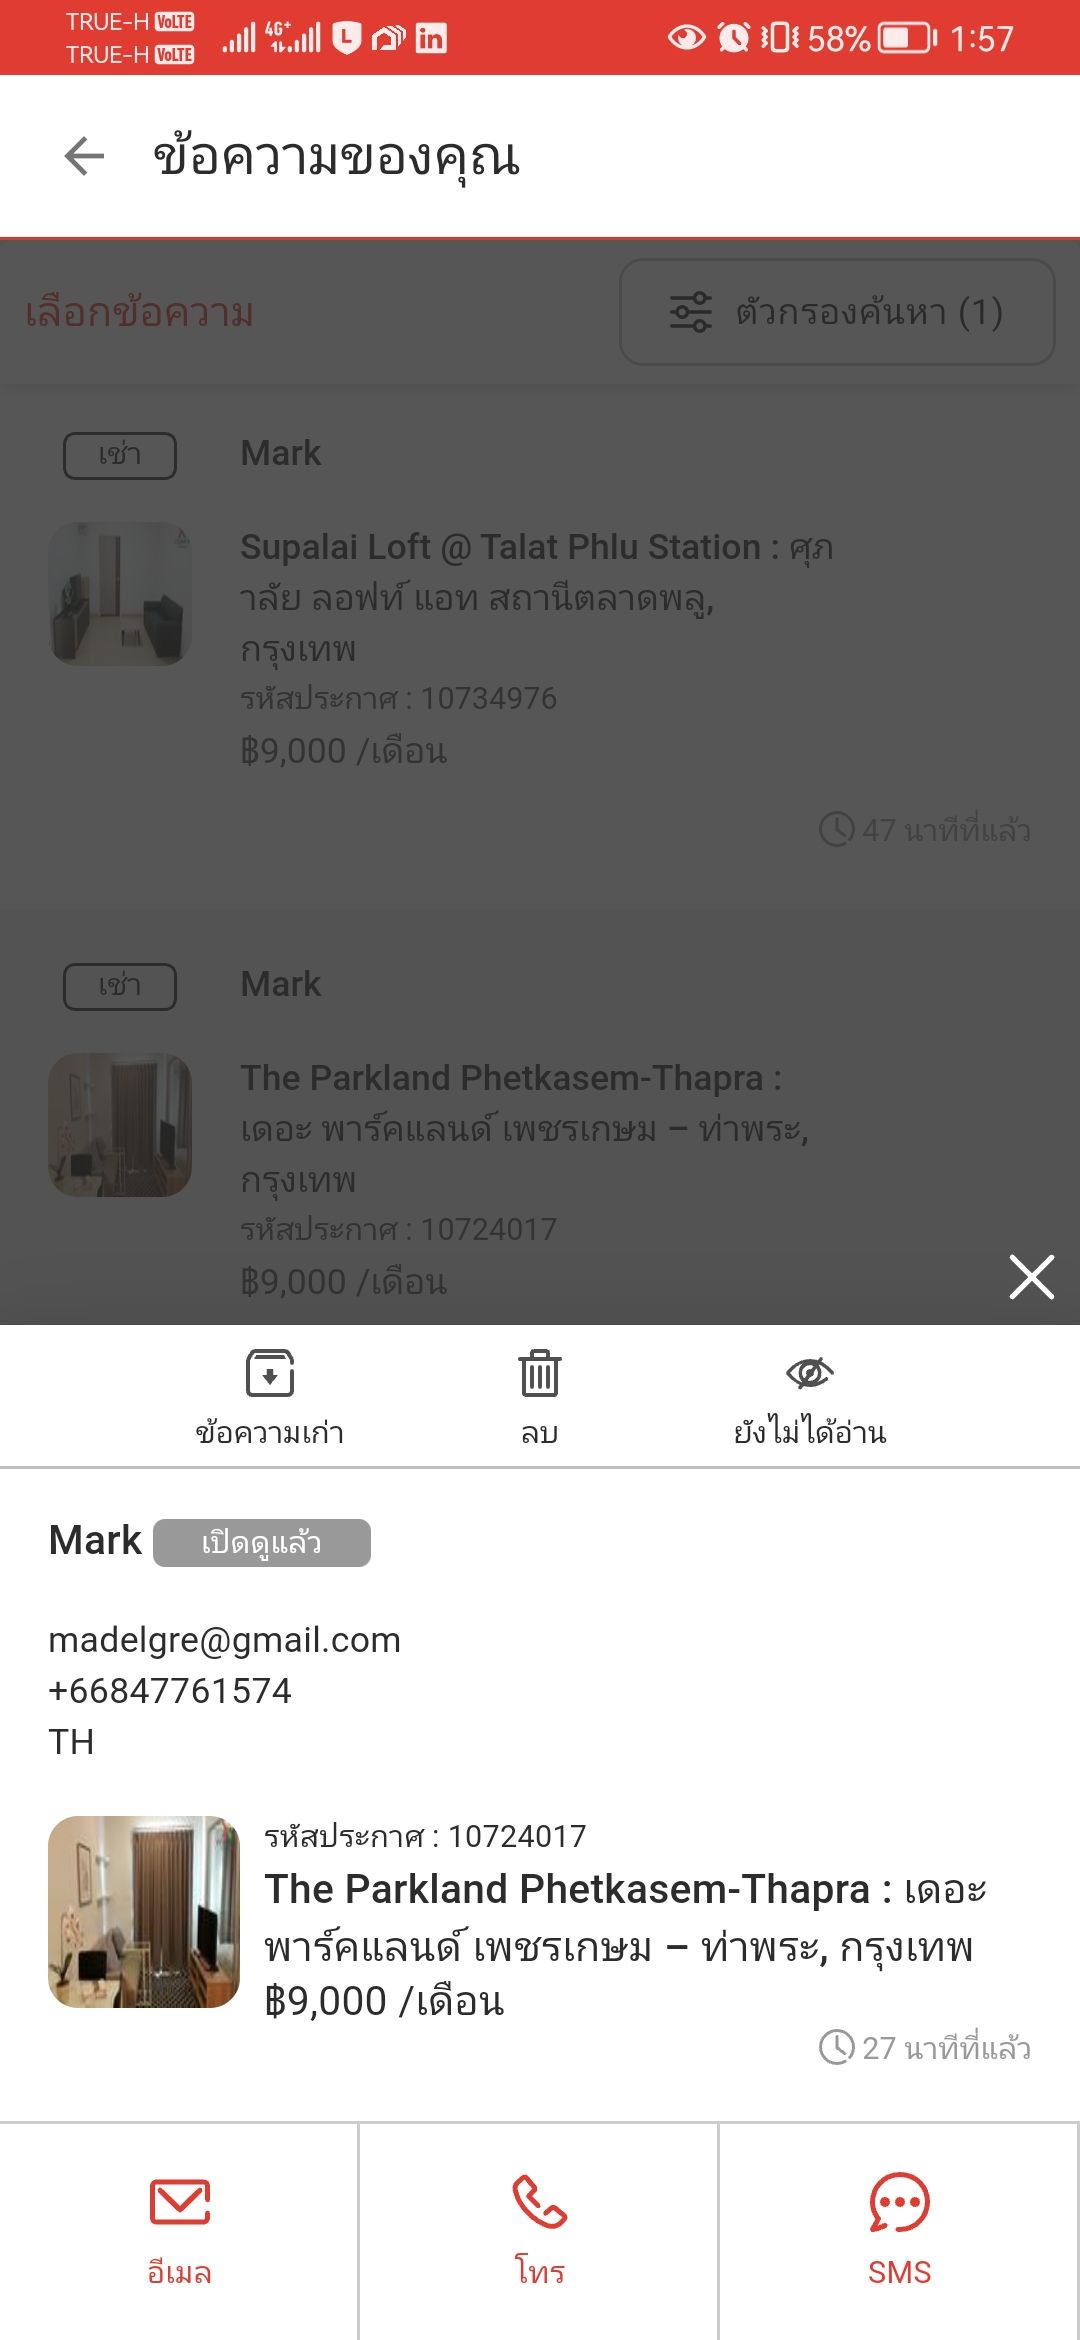 TRUE-H VoLTE
TRUE-H VoLTE
4G+
L
in
58%
1:57
ข้อความของคุณ
เลือกข้อความ
ตัวกรองค้นหา (1)
เช่า
Mark
Supalai Loft @ Talat Phlu Station : ศุภ
าลัย ลอฟท์ แอท สถานีตลาดพลู,
กรุงเทพ
รหัสประกาศ : 10734976
฿9,000 /เดือน
47 นาทีที่แล้ว
เช่า
Mark
The Parkland Phetkasem-Thapra :
เดอะ พาร์คแลนด์ เพชรเกษม – ท่าพระ,
กรุงเทพ
รหัสประกาศ : 10724017
฿9,000 /เดือน
ข้อความเก่า
ลบ
ยังไม่ได้อ่าน
Mark เปิดดูแล้ว
madelgre@gmail.com
+66847761574
TH
รหัสประกาศ : 10724017
The Parkland Phetkasem-Thapra : เดอะ
พาร์คแลนด์ เพชรเกษม – ท่าพระ, กรุงเทพ
฿9,000 /เดือน
27 นาทีที่แล้ว
อีเมล
โทร
SMS